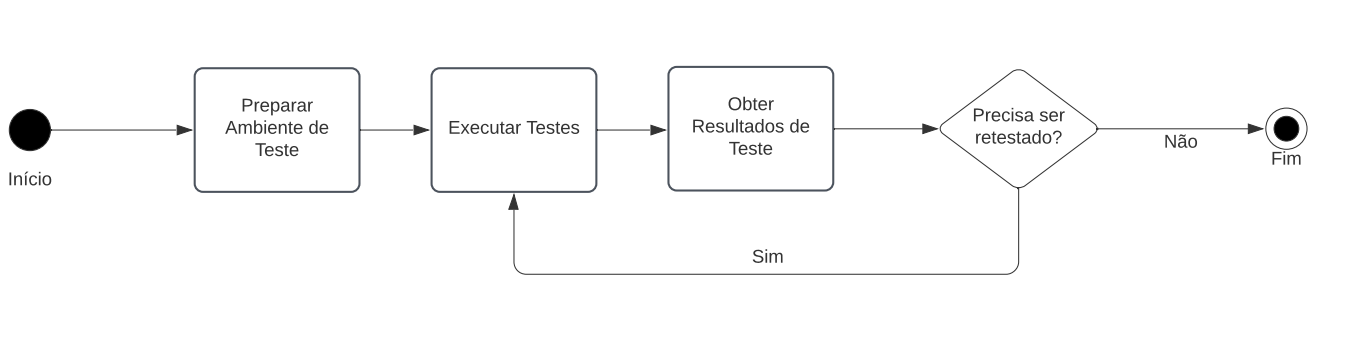 Início
Preparar
Ambiente de
Teste
Executar Testes
Obter
Resultados de
Teste
Precisa ser
retestado?
Não
Fim
Sim